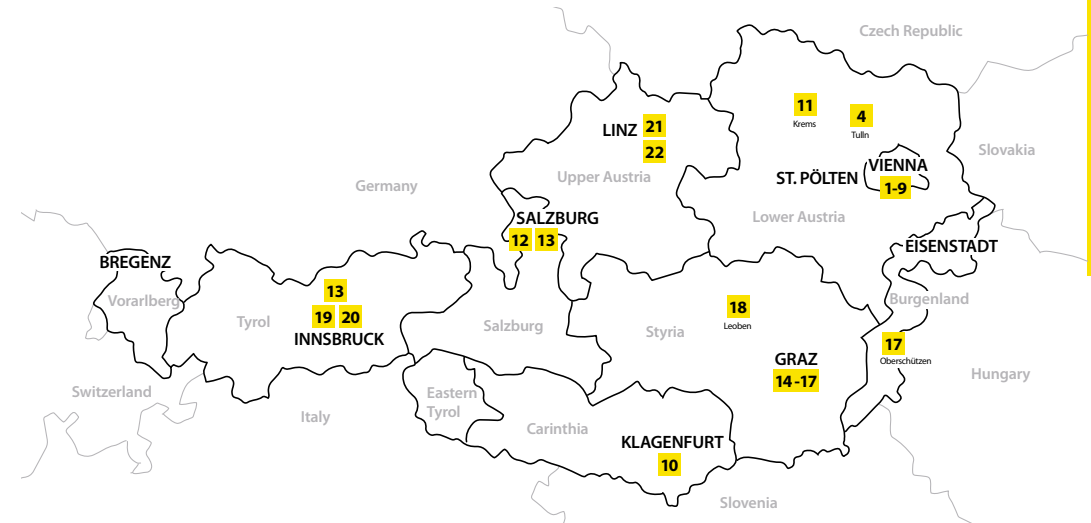 Czech Republic
11
Krems
4
Tulln
LINZ 21
22
Slovakia
VIENNA
1-9
ST. PÖLTEN
Upper Austria
Germany
Lower Austria
SALZBURG
12 13
EISENSTADT
BREGENZ
Vorarlberg
13
19 20
INNSBRUCK
Tyrol
Salzburg
18
Leoben
Styria
Burgenland
17
Oberschützen
GRAZ
14-17
Hungary
Switzerland
Italy
Eastern
Tyrol
Carinthia
KLAGENFURT
10
Slovenia